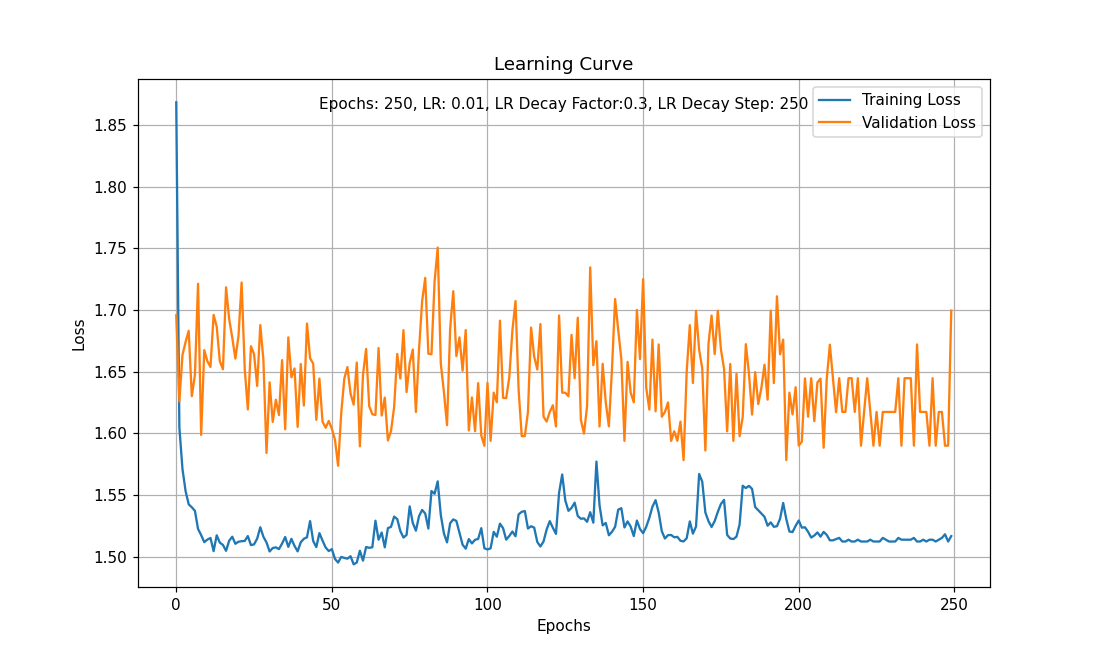 Learning Curve
Epochs: 250, LR: 0.01, LR Decay Factor:0.3, LR Decay Step: 250
Training Loss
Validation Loss
Loss
1.85
1.80
1.75
1.70
1.65
1.60
1.55
1.50
0
50
100
150
200
250
Epochs